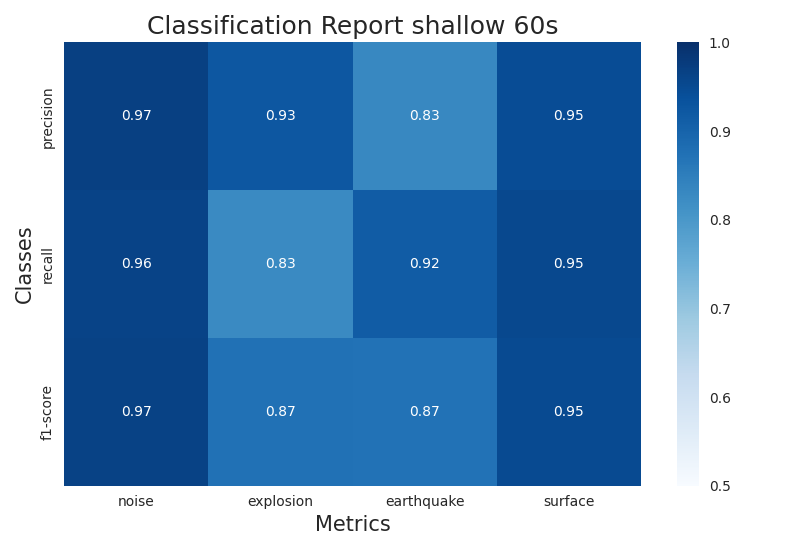 Classification Report shallow 60s
precision 0.97 0.93 0.83 0.95
recall 0.96 0.83 0.92 0.95
f1-score 0.97 0.87 0.87 0.95
Classes
noise explosion earthquake surface
Metrics
1.0
0.9
0.8
0.7
0.6
0.5